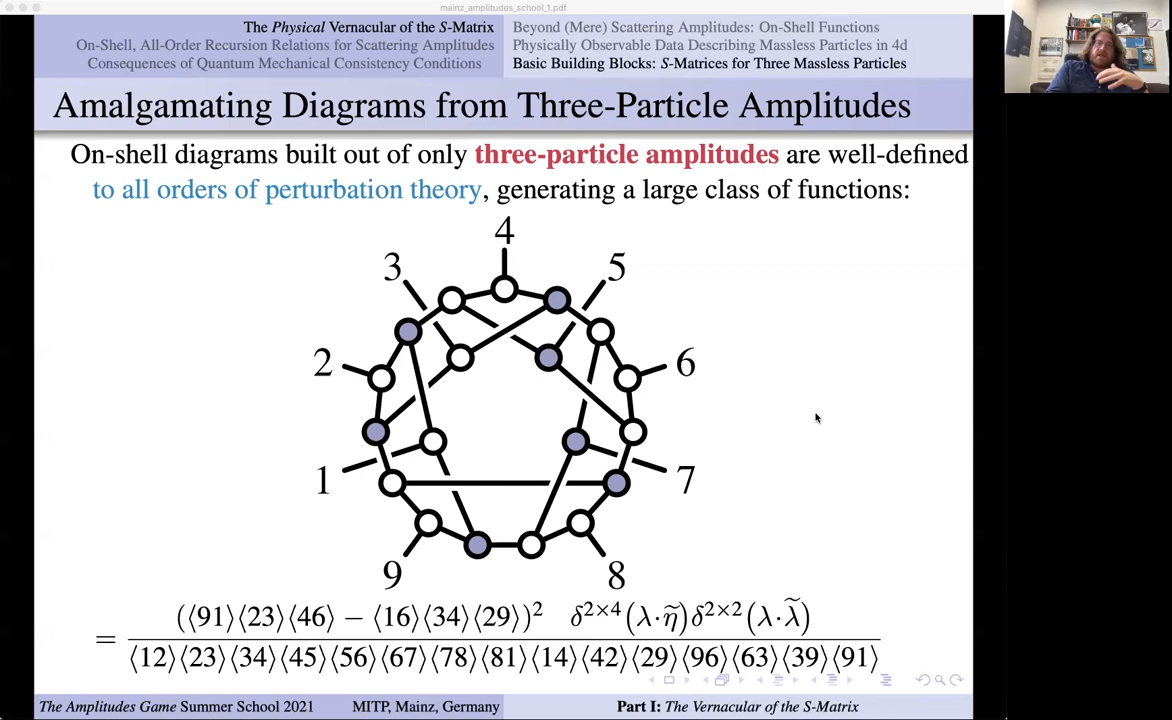 mainz_amplitudes_school_1.pdf
The Physical Vernacular of the S-Matrix
On-Shell, All-Order Recursion Relations for Scattering Amplitudes
Consequences of Quantum Mechanical Consistency Conditions
Beyond (Mere) Scattering Amplitudes: On-Shell Functions
Physically Observable Data Describing Massless Particles in 4d
Basic Building Blocks: S-Matrices for Three Massless Particles
Amalgamating Diagrams from Three-Particle Amplitudes
On-shell diagrams built out of only three-particle amplitudes are well-defined
to all orders of perturbation theory, generating a large class of functions:
4
3
5
2
6
1
7
9
8
(⟨91⟩⟨23⟩⟨46⟩ − ⟨16⟩⟨34⟩⟨29⟩)² δ²ˣ⁴(λ·η̃)δ²ˣ²(λ·λ̃)
=
⟨12⟩⟨23⟩⟨34⟩⟨45⟩⟨56⟩⟨67⟩⟨78⟩⟨81⟩⟨14⟩⟨42⟩⟨29⟩⟨96⟩⟨63⟩⟨39⟩⟨91⟩
The Amplitudes Game Summer School 2021
MITP, Mainz, Germany
Part I: The Vernacular of the S-Matrix